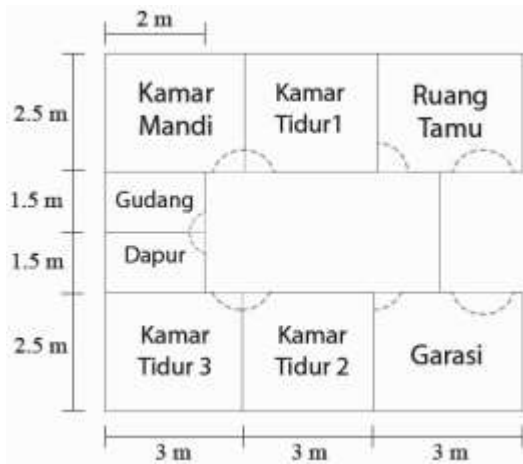 2 m
2.5 m
Kamar
Mandi
Kamar
Tidur1
Ruang
Tamu
1.5 m
Gudang
1.5 m
Dapur
2.5 m
Kamar
Tidur 3
Kamar
Tidur 2
Garasi
3 m
3 m
3 m